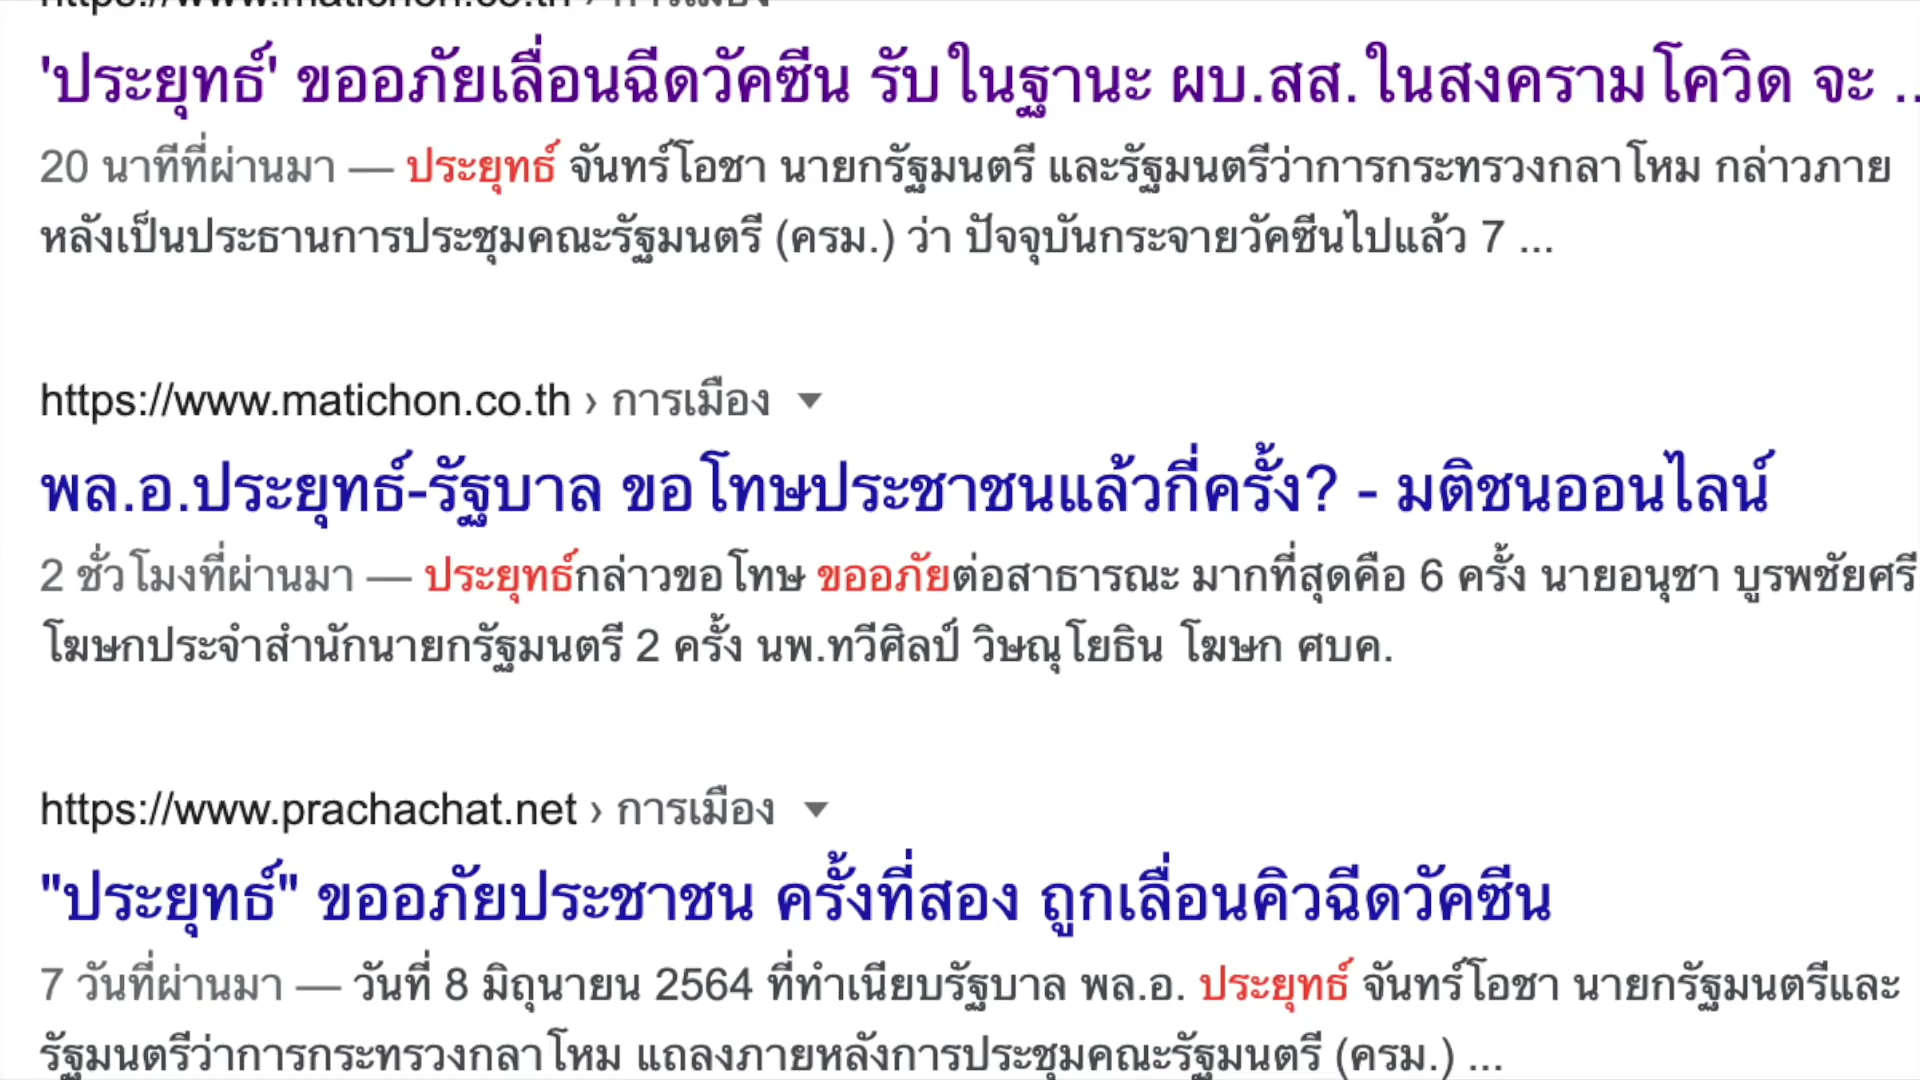 https://www.matichon.co.th › การเมือง
'ประยุทธ์' ขออภัยเลื่อนฉีดวัคซีน รับในฐานะ ผบ.สส.ในสงครามโควิด จะ ...
20 นาทีที่ผ่านมา — ประยุทธ์ จันทร์โอชา นายกรัฐมนตรี และรัฐมนตรีว่าการกระทรวงกลาโหม กล่าวภาย
หลังเป็นประธานการประชุมคณะรัฐมนตรี (ครม.) ว่า ปัจจุบันกระจายวัคซีนไปแล้ว 7 ...
https://www.matichon.co.th › การเมือง
พล.อ.ประยุทธ์-รัฐบาล ขอโทษประชาชนแล้วกี่ครั้ง? - มติชนออนไลน์
2 ชั่วโมงที่ผ่านมา — ประยุทธ์กล่าวขอโทษ ขออภัยต่อสาธารณะ มากที่สุดคือ 6 ครั้ง นายอนุชา บูรพชัยศรี
โฆษกประจำสำนักนายกรัฐมนตรี 2 ครั้ง นพ.ทวีศิลป์ วิษณุโยธิน โฆษก ศบค.
https://www.prachachat.net › การเมือง
"ประยุทธ์" ขออภัยประชาชน ครั้งที่สอง ถูกเลื่อนคิวฉีดวัคซีน
7 วันที่ผ่านมา — วันที่ 8 มิถุนายน 2564 ที่ทำเนียบรัฐบาล พล.อ. ประยุทธ์ จันทร์โอชา นายกรัฐมนตรีและ
รัฐมนตรีว่าการกระทรวงกลาโหม แถลงภายหลังการประชุมคณะรัฐมนตรี (ครม.) ...